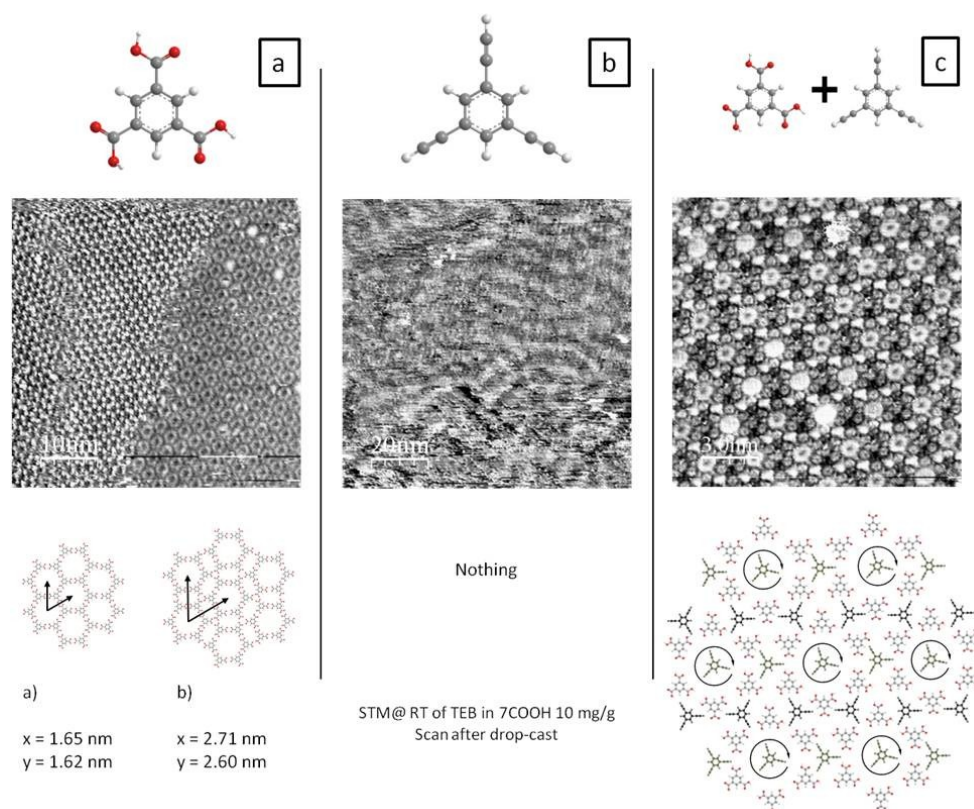 a
b
c
10nm
20nm
3.0nm
Nothing
a)
b)
x = 1.65 nm
y = 1.62 nm
x = 2.71 nm
y = 2.60 nm
STM@ RT of TEB in 7COOH 10 mg/g
Scan after drop-cast